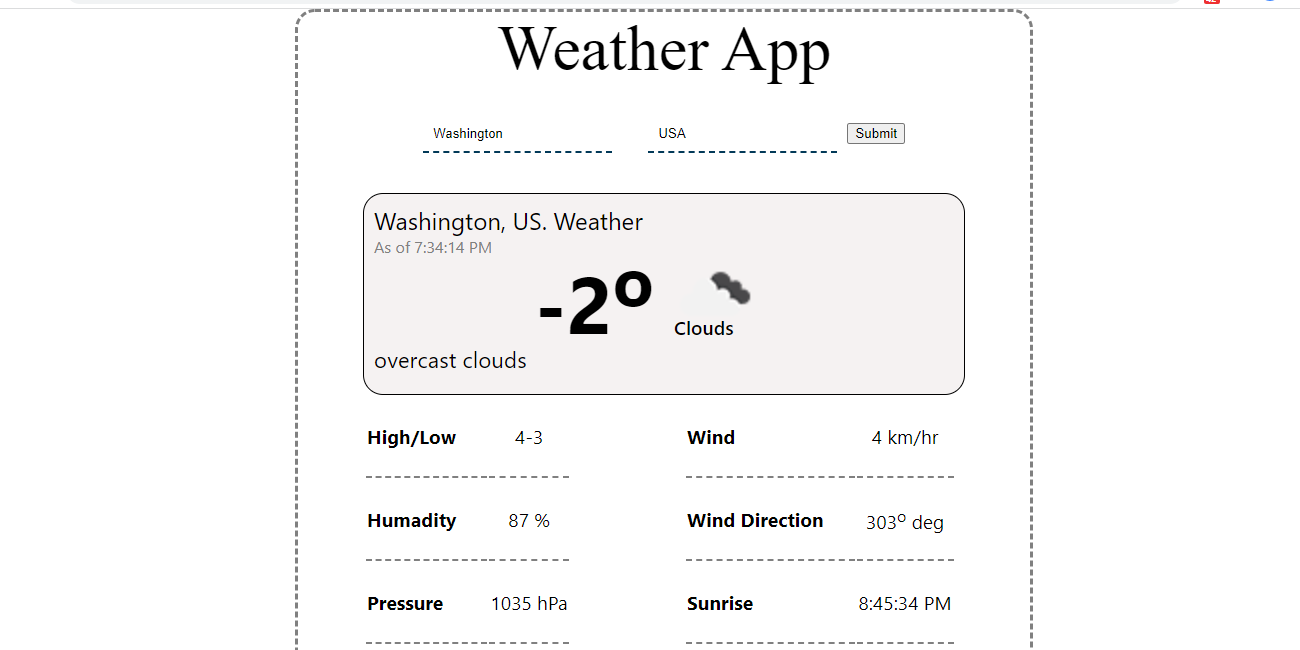 Weather App
Washington USA Submit
Washington, US. Weather
As of 7:34:14 PM
-2º
Clouds
overcast clouds
High/Low 4-3 Wind 4 km/hr
Humadity 87 % Wind Direction 303º deg
Pressure 1035 hPa Sunrise 8:45:34 PM